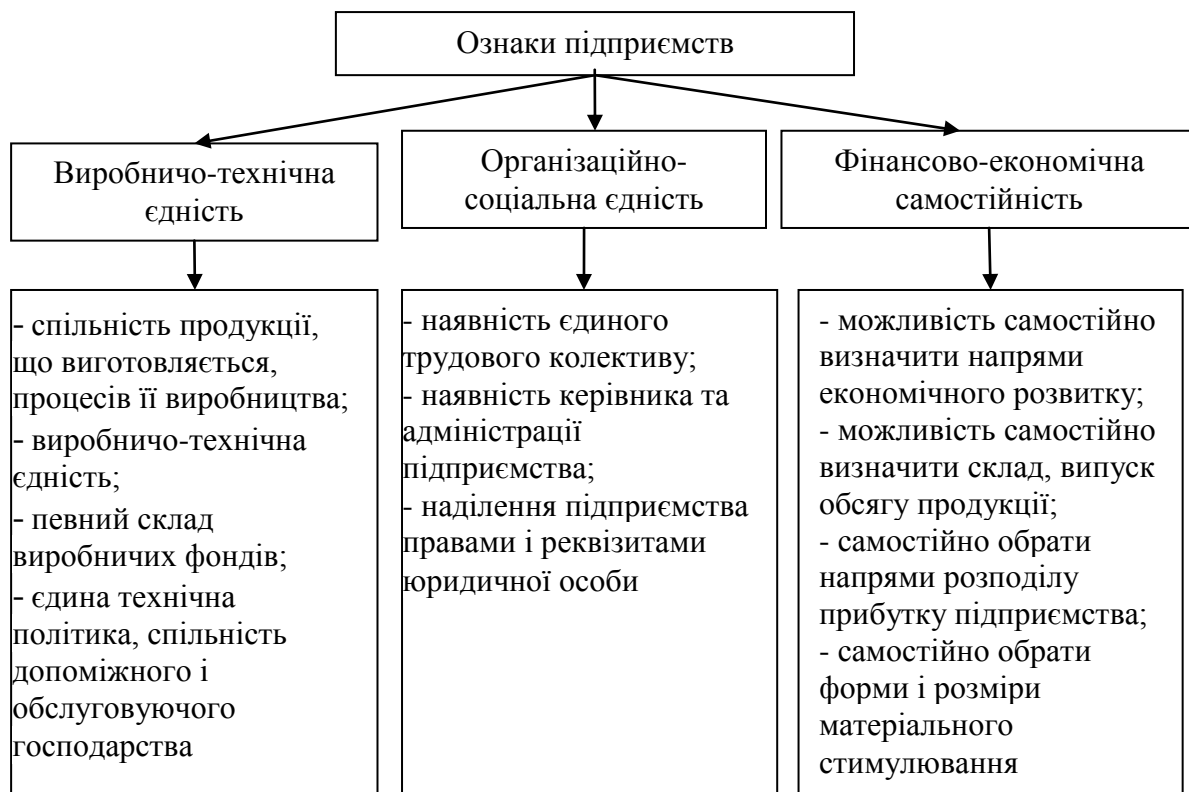 Ознаки підприємств
Виробничо-технічна
єдність
Організаційно-
соціальна єдність
Фінансово-економічна
самостійність
- спільність продукції,
що виготовляється,
процесів її виробництва;
- виробничо-технічна
єдність;
- певний склад
виробничих фондів;
- єдина технічна
політика, спільність
допоміжного і
обслуговуючого
господарства
- наявність єдиного
трудового колективу;
- наявність керівника та
адміністрації
підприємства;
- наділення підприємства
правами і реквізитами
юридичної особи
- можливість самостійно
визначити напрями
економічного розвитку;
- можливість самостійно
визначити склад, випуск
обсягу продукції;
- самостійно обрати
напрями розподілу
прибутку підприємства;
- самостійно обрати
форми і розміри
матеріального
стимулювання